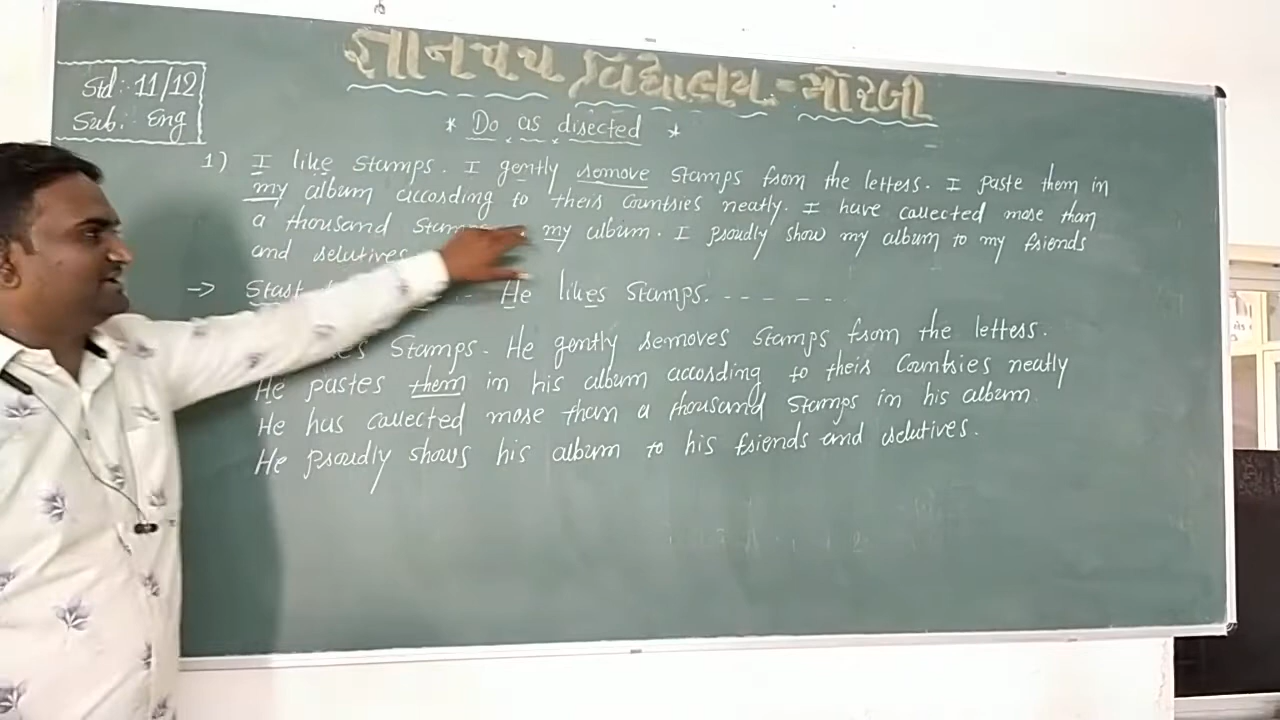 જ્ઞાનપથ વિદ્યાલય - મોરબી
Std: 11/12
Sub: Eng
* Do as directed *
1) I like stamps. I gently remove stamps from the letters. I paste them in
my album according to their countries neatly. I have collected more than
a thousand my album. I proudly show my album to my friends
and relatives
-> Start ... He likes stamps. - - - - - - -
stamps. He gently removes stamps from the letters.
He pastes them in his album according to their countries neatly
He has collected more than a thousand stamps in his album.
He proudly shows his album to his friends and relatives.